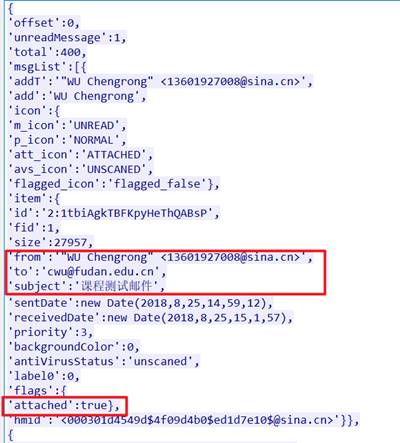 {
'offset':0,
'unreadMessage':1,
'total':400,
'msgList':[{
'addT':'"WU Chengrong" <13601927008@sina.cn>',
'add':'WU Chengrong',
'icon':{
'm_icon':'UNREAD',
'p_icon':'NORMAL',
'att_icon':'ATTACHED',
'avs_icon':'UNSCANED',
'flagged_icon':'flagged_false'},
'item':{
'id':'2:1tbiAgkTBFKpyHeThQABsP',
'fid':1,
'size':27957,
'from':'"WU Chengrong" <13601927008@sina.cn>',
'to':'cwu@fudan.edu.cn',
'subject':'课程测试邮件',
'sentDate':new Date(2018,8,25,14,59,12),
'receivedDate':new Date(2018,8,25,15,1,57),
'priority':3,
'backgroundColor':0,
'antiVirusStatus':'unscaned',
'label0':0,
'flags':{
'attached':true},
'hmid':'<000301d4549d$4f09d4b0$ed1d7e10$@sina.cn>'}},
{